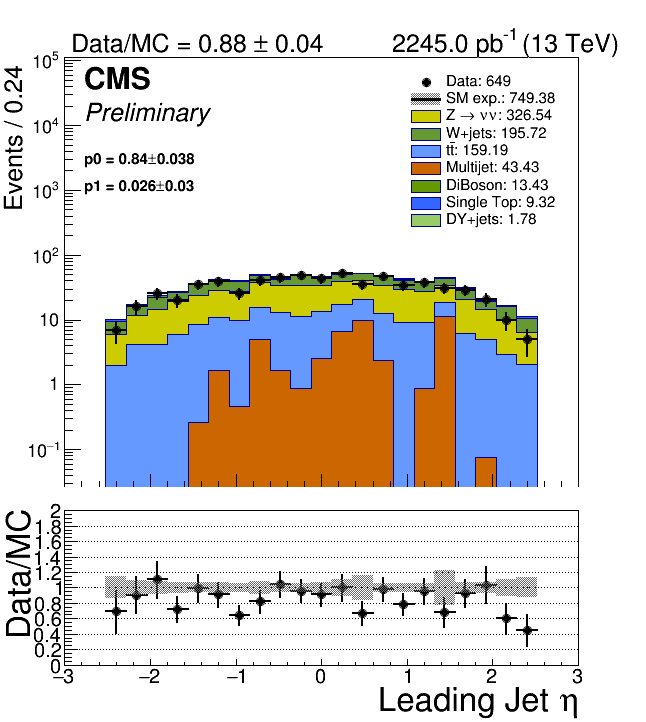 Data/MC = 0.88 ± 0.04 2245.0 pb⁻¹ (13 TeV)
Events / 0.24
10⁵
10⁴
10³
10²
10
1
10⁻¹
CMS
Preliminary
p0 = 0.84±0.038
p1 = 0.026±0.03
Data: 649
SM exp.: 749.38
Z → νν: 326.54
W+jets: 195.72
tt̄: 159.19
Multijet: 43.43
DiBoson: 13.43
Single Top: 9.32
DY+jets: 1.78
Data/MC
2
1.8
1.6
1.4
1.2
1
0.8
0.6
0.4
0.2
0
−3 −2 −1 0 1 2 3
Leading Jet η